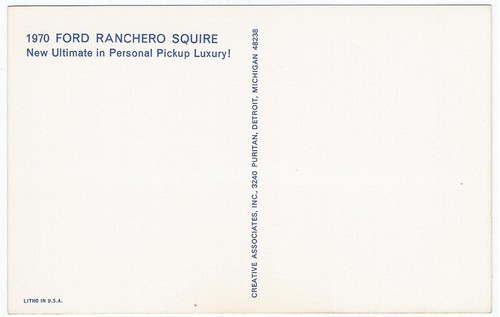 1970 FORD RANCHERO SQUIRE
New Ultimate in Personal Pickup Luxury!
CREATIVE ASSOCIATES, INC., 3240 PURITAN, DETROIT, MICHIGAN 48238
LITHO IN U.S.A.